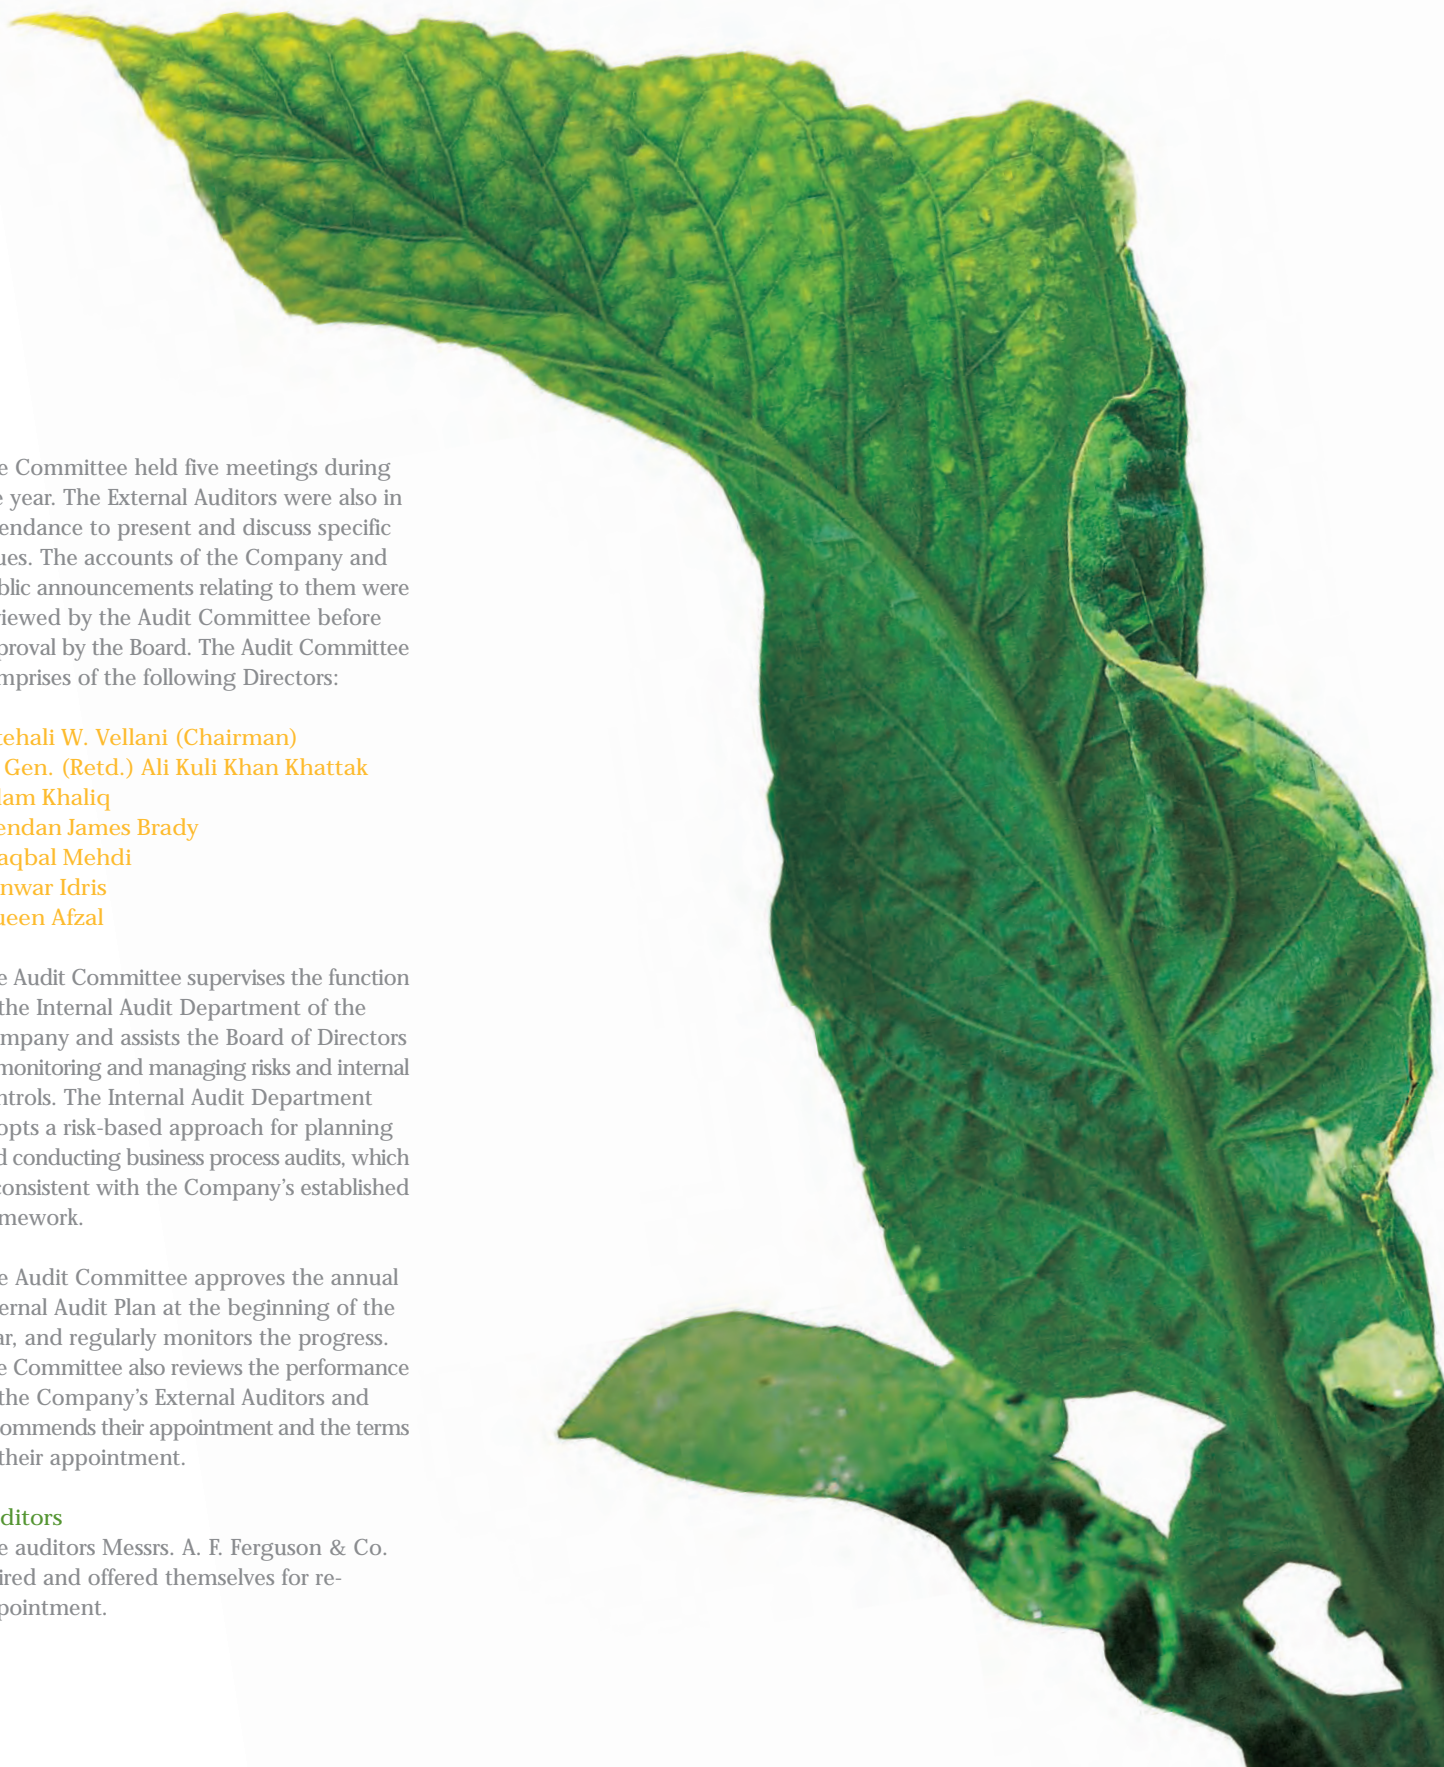 e Committee held five meetings during
e year. The External Auditors were also in
endance to present and discuss specific
ues. The accounts of the Company and
blic announcements relating to them were
viewed by the Audit Committee before
proval by the Board. The Audit Committee
mprises of the following Directors:
tehali W. Vellani (Chairman)
Gen. (Retd.) Ali Kuli Khan Khattak
lam Khaliq
endan James Brady
aqbal Mehdi
nwar Idris
ueen Afzal
e Audit Committee supervises the function
the Internal Audit Department of the
mpany and assists the Board of Directors
monitoring and managing risks and internal
ntrols. The Internal Audit Department
opts a risk-based approach for planning
d conducting business process audits, which
consistent with the Company's established
mework.
e Audit Committee approves the annual
ernal Audit Plan at the beginning of the
ar, and regularly monitors the progress.
e Committee also reviews the performance
the Company's External Auditors and
commends their appointment and the terms
their appointment.
ditors
e auditors Messrs. A. F. Ferguson & Co.
ired and offered themselves for re-
pointment.